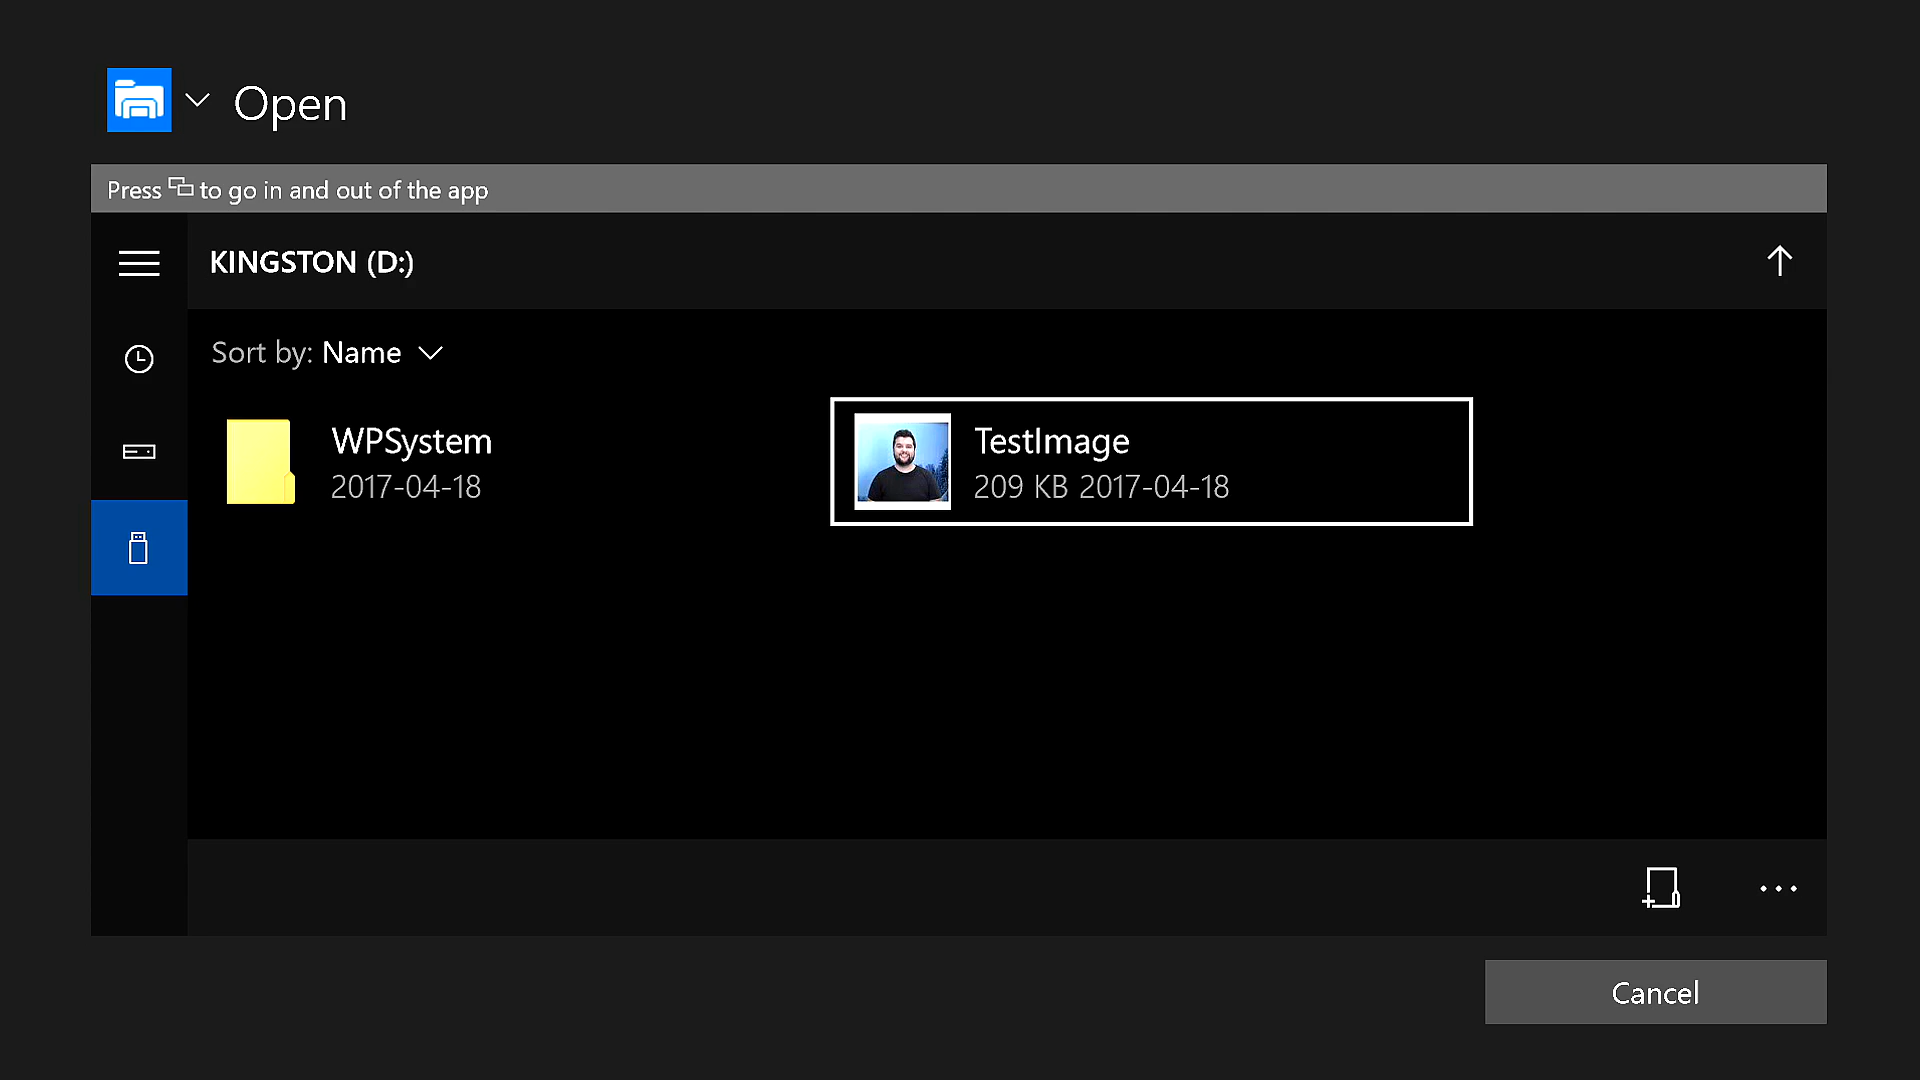 Open
Press to go in and out of the app
KINGSTON (D:)
Sort by: Name
WPSystem
2017-04-18
TestImage
209 KB 2017-04-18
Cancel